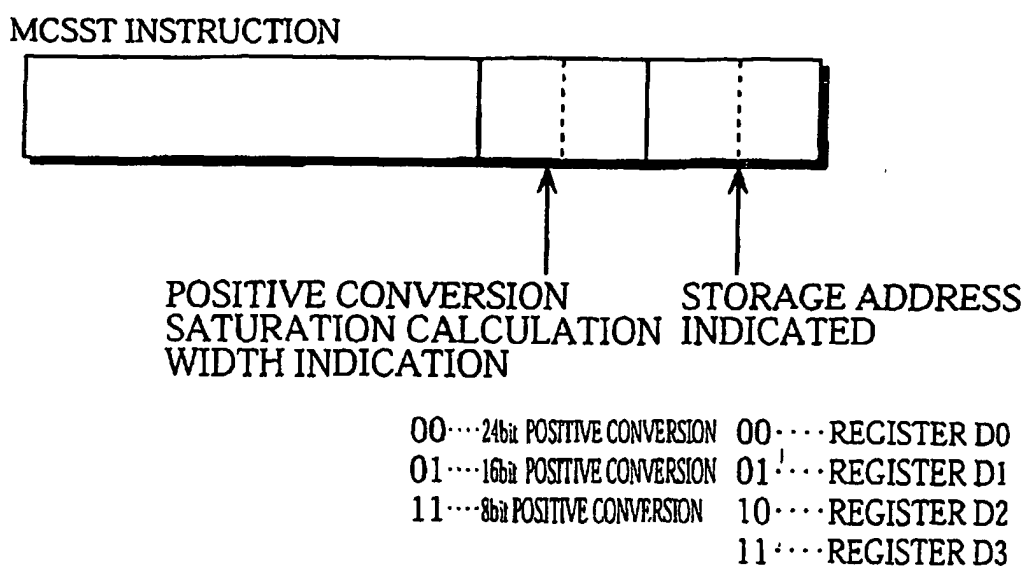 MCSST INSTRUCTION
POSITIVE CONVERSION
SATURATION CALCULATION
WIDTH INDICATION
STORAGE ADDRESS
INDICATED
00····24bit POSITIVE CONVERSION
01····16bit POSITIVE CONVERSION
11····8bit POSITIVE CONVERSION
00····REGISTER D0
01····REGISTER D1
10····REGISTER D2
11····REGISTER D3